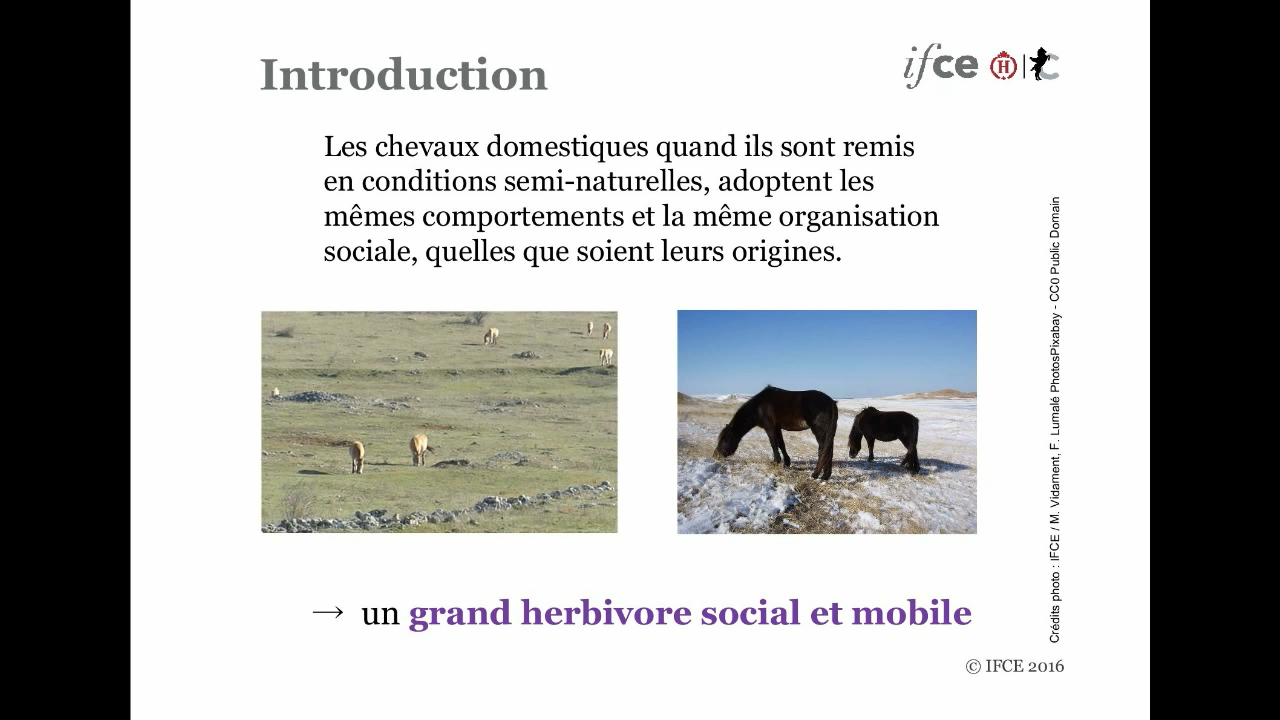 Introduction
ifce
H
Les chevaux domestiques quand ils sont remis
en conditions semi-naturelles, adoptent les
mêmes comportements et la même organisation
sociale, quelles que soient leurs origines.
Crédits photo : IFCE / M. Vidament, F. Lumalé PhotosPixabay - CC0 Public Domain
→ un grand herbivore social et mobile
© IFCE 2016